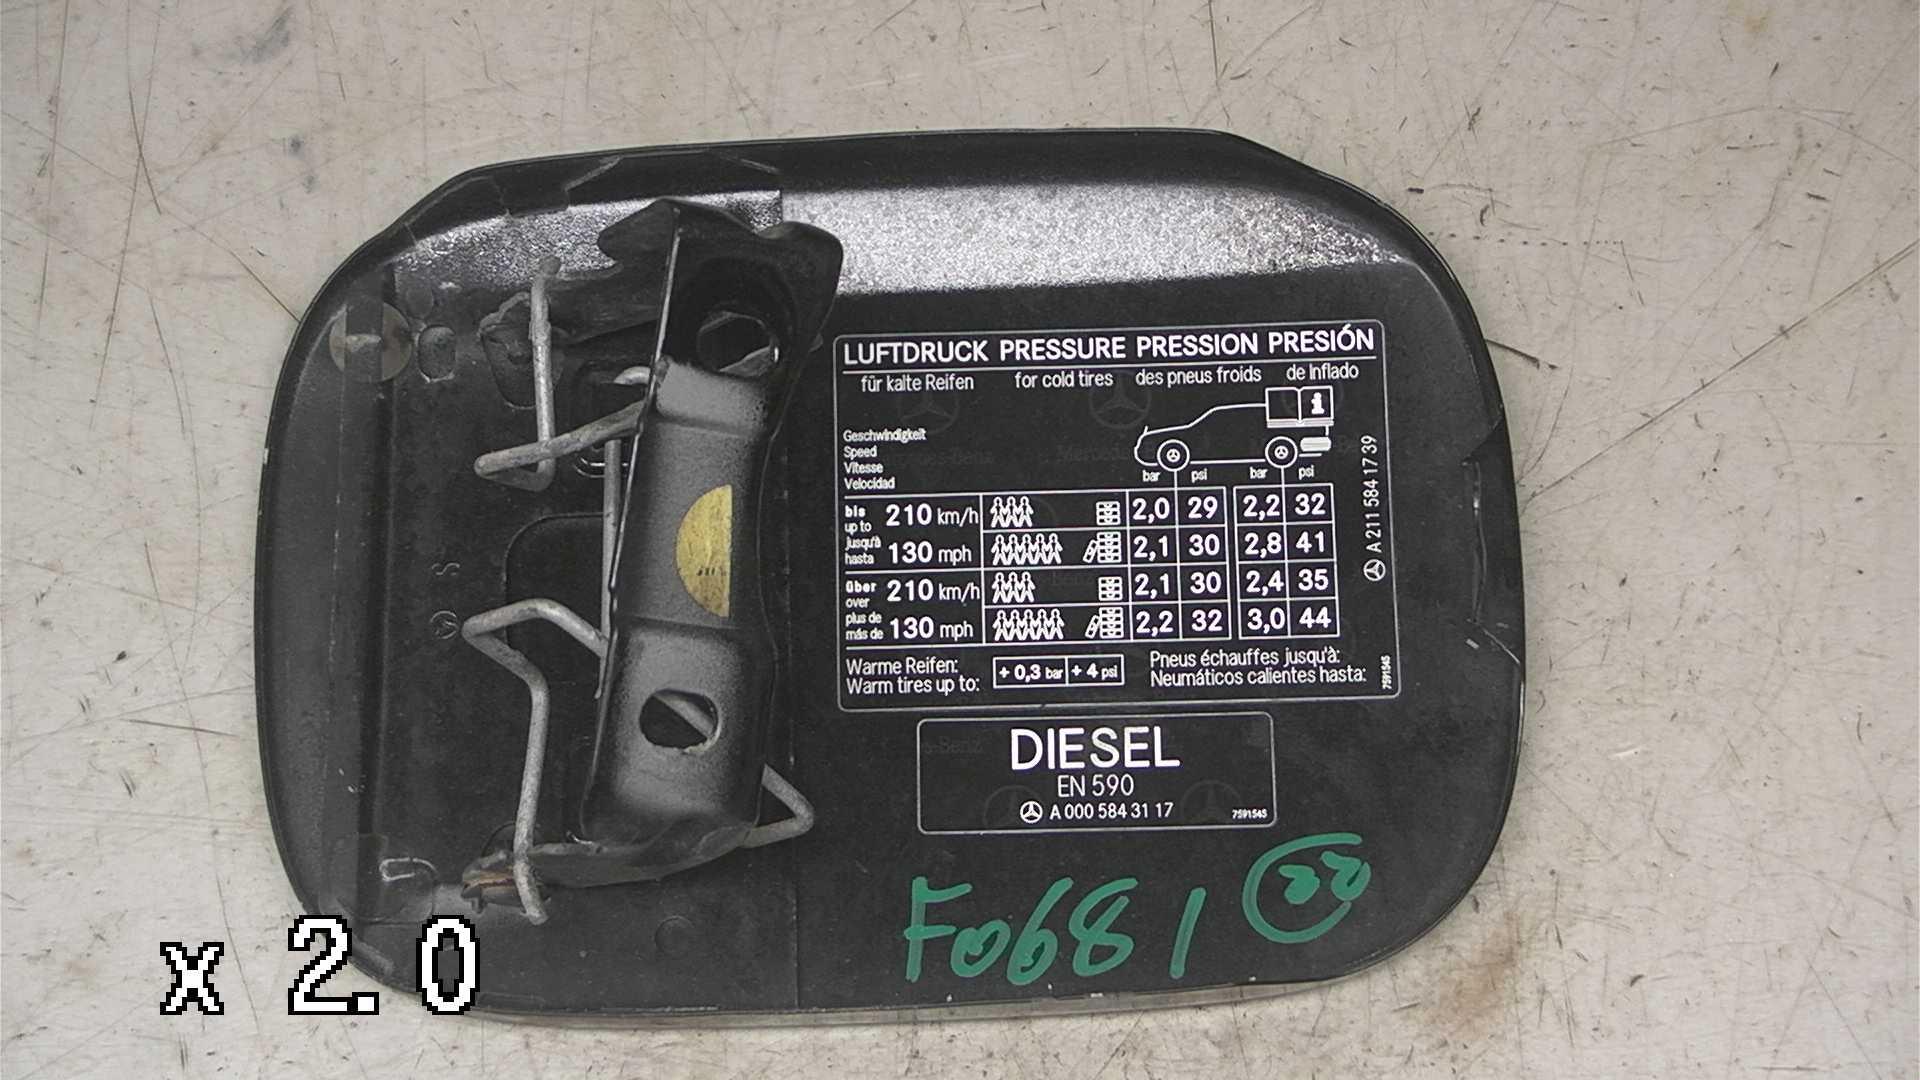 LUFTDRUCK PRESSURE PRESSION PRESIÓN
für kalte Reifen for cold tires des pneus froids de inflado
i
Geschwindigkeit
Speed
Vitesse
Velocidad
bar psi bar psi
bis
up to
jusqu'à
hasta
210 km/h
130 mph
2,0 29 2,2 32
2,1 30 2,8 41
über
over
plus de
más de
210 km/h
130 mph
2,1 30 2,4 35
2,2 32 3,0 44
Warme Reifen:
Warm tires up to:
+ 0,3 bar + 4 psi
Pneus échauffes jusqu'à:
Neumáticos calientes hasta:
A 211 584 17 39
7591545
DIESEL
EN 590
A 000 584 31 17
7591545
F0681 22
x 2.0